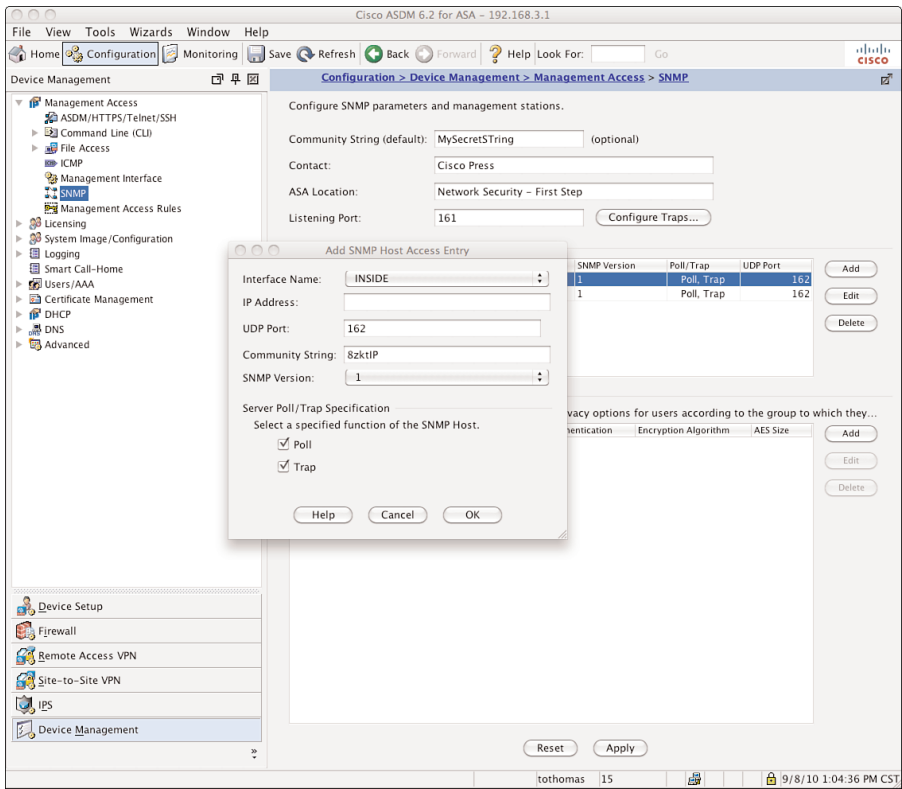 Cisco ASDM 6.2 for ASA – 192.168.3.1
File View Tools Wizards Window Help
Home Configuration Monitoring Save Refresh Back Forward Help Look For: Go
CISCO
Device Management
Configuration > Device Management > Management Access > SNMP
Management Access
ASDM/HTTPS/Telnet/SSH
Command Line (CLI)
File Access
ICMP
Management Interface
SNMP
Management Access Rules
Licensing
System Image/Configuration
Logging
Smart Call-Home
Users/AAA
Certificate Management
DHCP
DNS
Advanced
Device Setup
Firewall
Remote Access VPN
Site-to-Site VPN
IPS
Device Management
Configure SNMP parameters and management stations.
Community String (default): MySecretSTring (optional)
Contact: Cisco Press
ASA Location: Network Security – First Step
Listening Port: 161 Configure Traps...
SNMP Version Poll/Trap UDP Port
1 Poll, Trap 162
1 Poll, Trap 162
Add
Edit
Delete
Add SNMP Host Access Entry
Interface Name: INSIDE
IP Address:
UDP Port: 162
Community String: 8zktIP
SNMP Version: 1
Server Poll/Trap Specification
Select a specified function of the SNMP Host.
Poll
Trap
Help Cancel OK
vacy options for users according to the group to which they...
hentication Encryption Algorithm AES Size
Add
Edit
Delete
Reset Apply
tothomas 15 9/8/10 1:04:36 PM CST